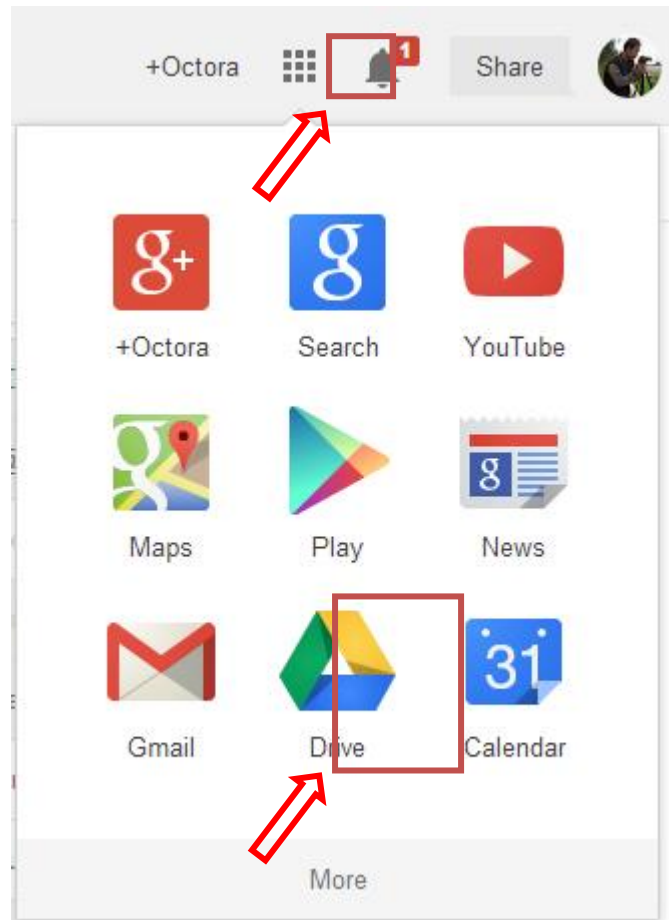 +Octora 1 Share
g+ g
+Octora Search YouTube
g g
Maps Play News
31
Gmail Drive Calendar
More